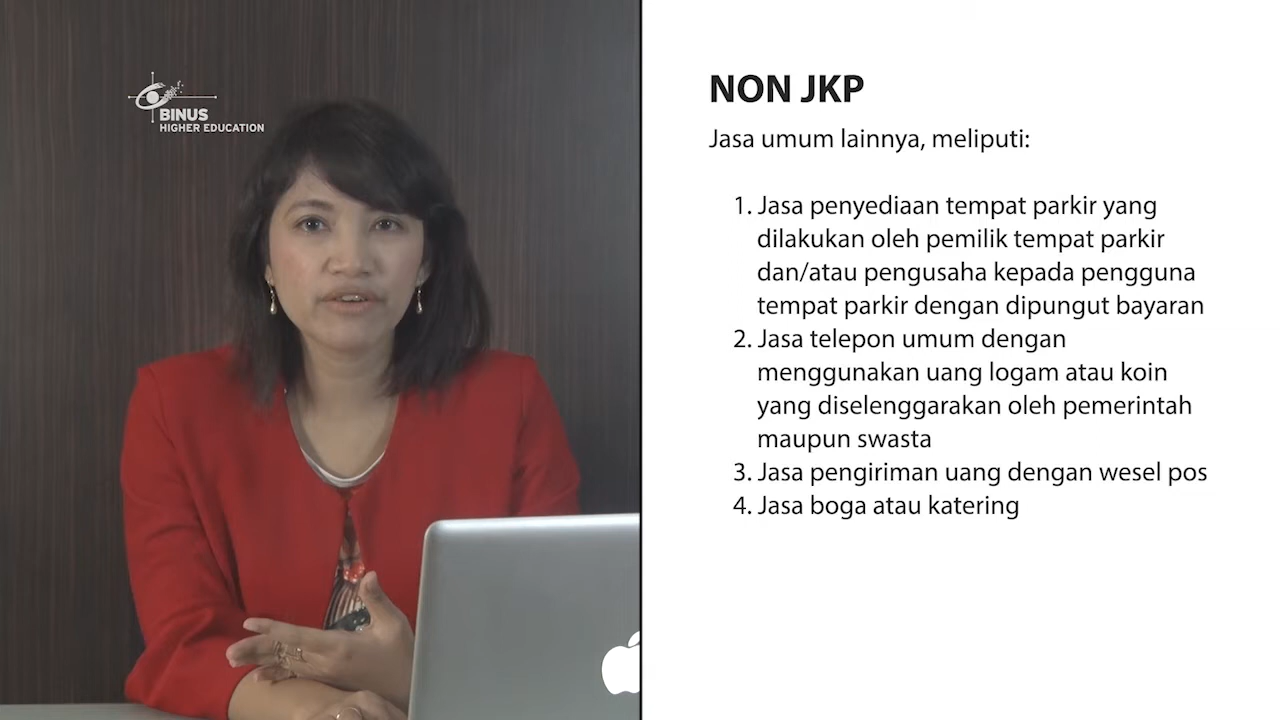 BINUS
HIGHER EDUCATION
NON JKP
Jasa umum lainnya, meliputi:
1. Jasa penyediaan tempat parkir yang
dilakukan oleh pemilik tempat parkir
dan/atau pengusaha kepada pengguna
tempat parkir dengan dipungut bayaran
2. Jasa telepon umum dengan
menggunakan uang logam atau koin
yang diselenggarakan oleh pemerintah
maupun swasta
3. Jasa pengiriman uang dengan wesel pos
4. Jasa boga atau katering